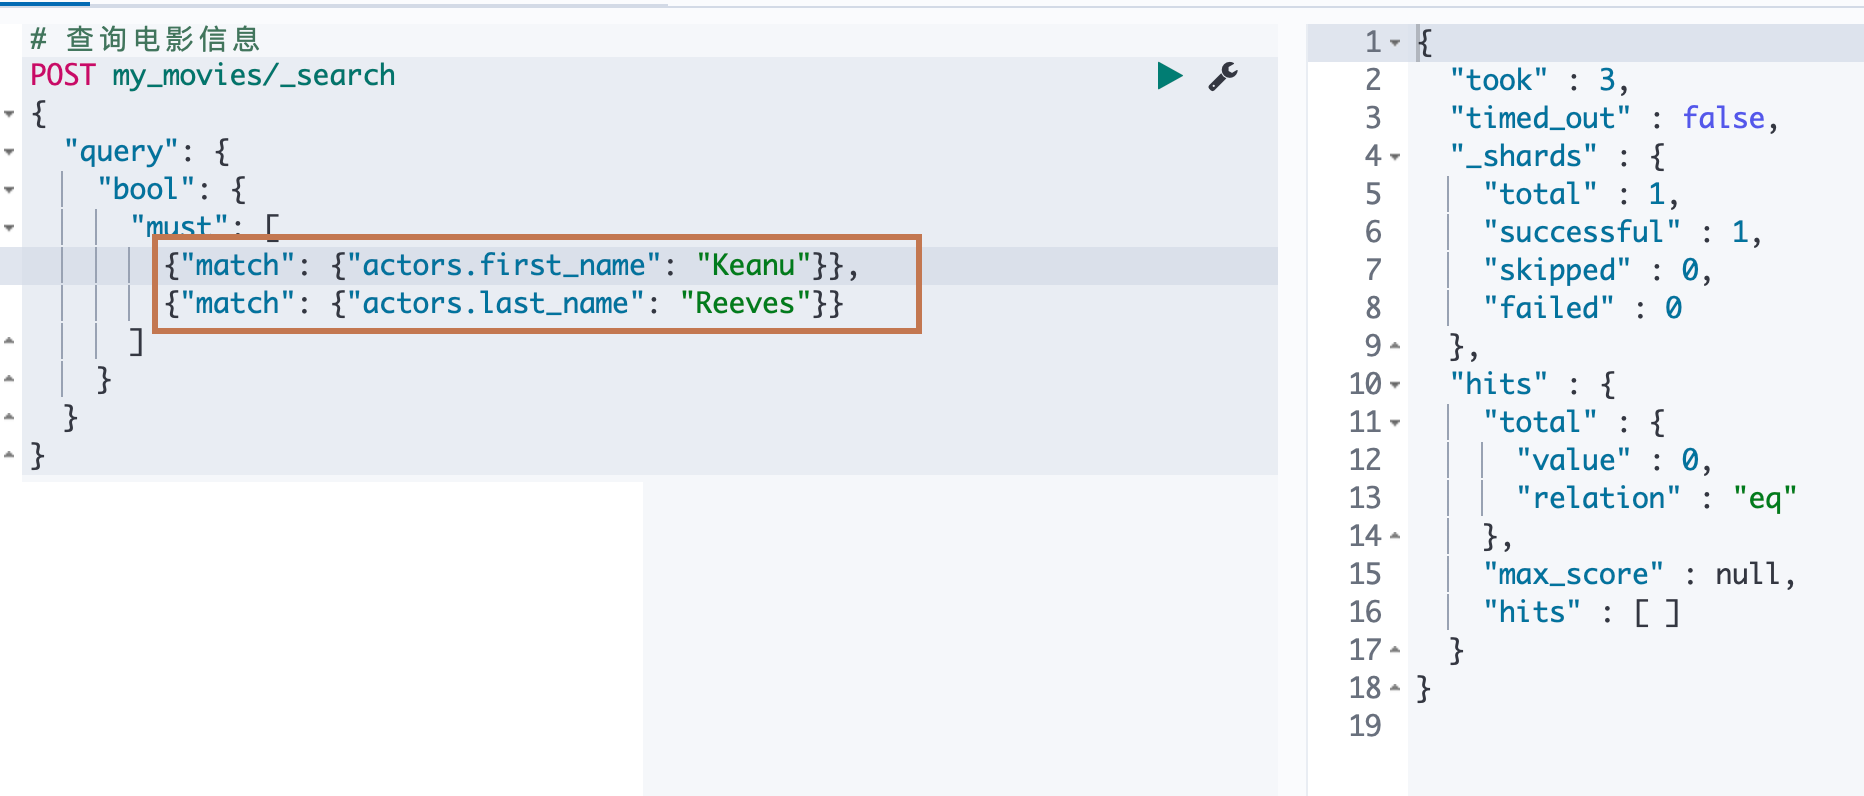 # 查询电影信息
POST my_movies/_search
{
  "query": {
    "bool": {
      "must": [
        {"match": {"actors.first_name": "Keanu"}},
        {"match": {"actors.last_name": "Reeves"}}
      ]
    }
  }
}
1 {
2   "took" : 3,
3   "timed_out" : false,
4   "_shards" : {
5     "total" : 1,
6     "successful" : 1,
7     "skipped" : 0,
8     "failed" : 0
9   },
10   "hits" : {
11     "total" : {
12       "value" : 0,
13       "relation" : "eq"
14     },
15     "max_score" : null,
16     "hits" : [ ]
17   }
18 }
19